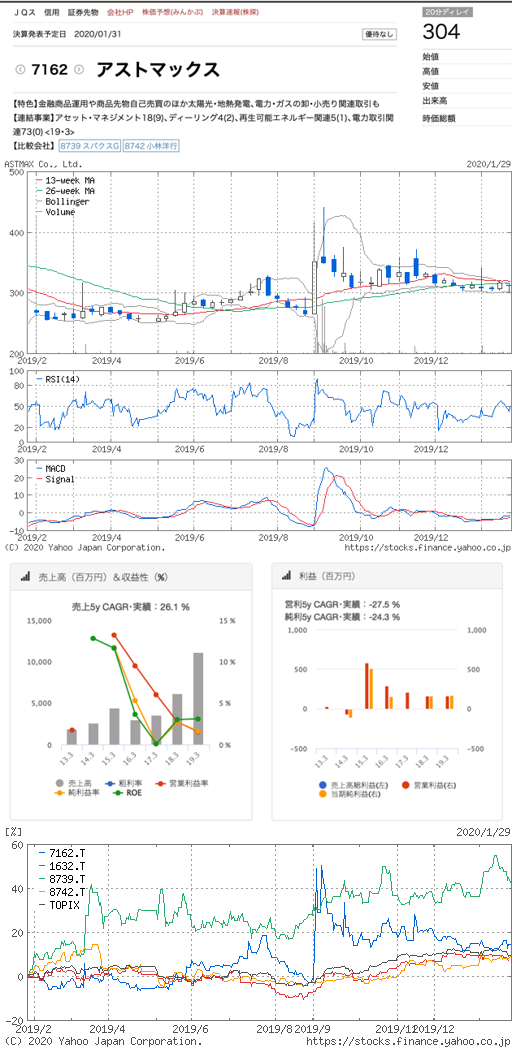 JQス 信用 証券先物 会社HP 株価予想(みんかぶ) 決算速報(株探)
20分ディレイ
決算発表予定日 2020/01/31
優待なし
304
7162 アストマックス
始値
高値
安値
出来高
時価総額
【特色】金融商品運用や商品先物自己売買のほか太陽光・地熱発電、電力・ガスの卸・小売り関連取引も
【連結事業】アセット・マネジメント18(9)、ディーリング4(2)、再生可能エネルギー関連5(1)、電力取引関
連73(0) <19・3>
【比較会社】 8739 スパクスG 8742 小林洋行
ASTMAX Co., Ltd.
2020/1/29
500
13-week MA
26-week MA
Bollinger
Volume
400
300
200
2019/2 2019/4 2019/6 2019/8 2019/10 2019/12
100
RSI(14)
80
50
20
0
2019/2 2019/4 2019/6 2019/8 2019/10 2019/12
30
MACD
Signal
20
10
0
-10
2019/2 2019/4 2019/6 2019/8 2019/10 2019/12
(C) 2020 Yahoo Japan Corporation.
https://stocks.finance.yahoo.co.jp/
売上高（百万円）＆収益性（%）
売上5y CAGR・実績：26.1 %
15,000 15 %
10,000 10 %
5,000 5 %
0 0 %
13.3 14.3 15.3 16.3 17.3 18.3 19.3
売上高 粗利率 営業利益率
純利益率 ROE
利益（百万円）
営利5y CAGR・実績：-27.5 %
純利5y CAGR・実績：-24.3 %
1,000 1,000
500 500
0 0
-500 -500
13.3 14.3 15.3 16.3 17.3 18.3 19.3
売上高総利益(左) 営業利益(右)
当期純利益(右)
[%]
2020/1/29
60
7162.T
1632.T
8739.T
8742.T
TOPIX
40
20
0
-20
2019/2 2019/4 2019/6 2019/8 2019/9 2019/11 2019/12
(C) 2020 Yahoo Japan Corporation.
https://stocks.finance.yahoo.co.jp/